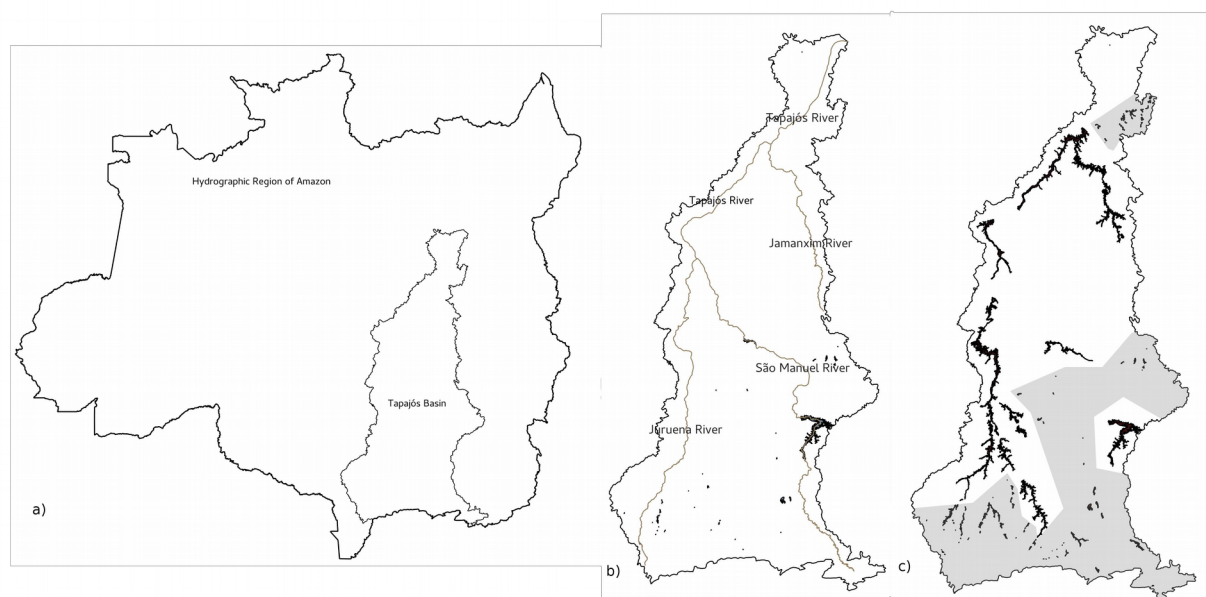 Hydrographic Region of Amazon
Tapajós Basin
a)
Tapajós River
Tapajós River
Jamanxim River
São Manuel River
Juruena River
b)
c)